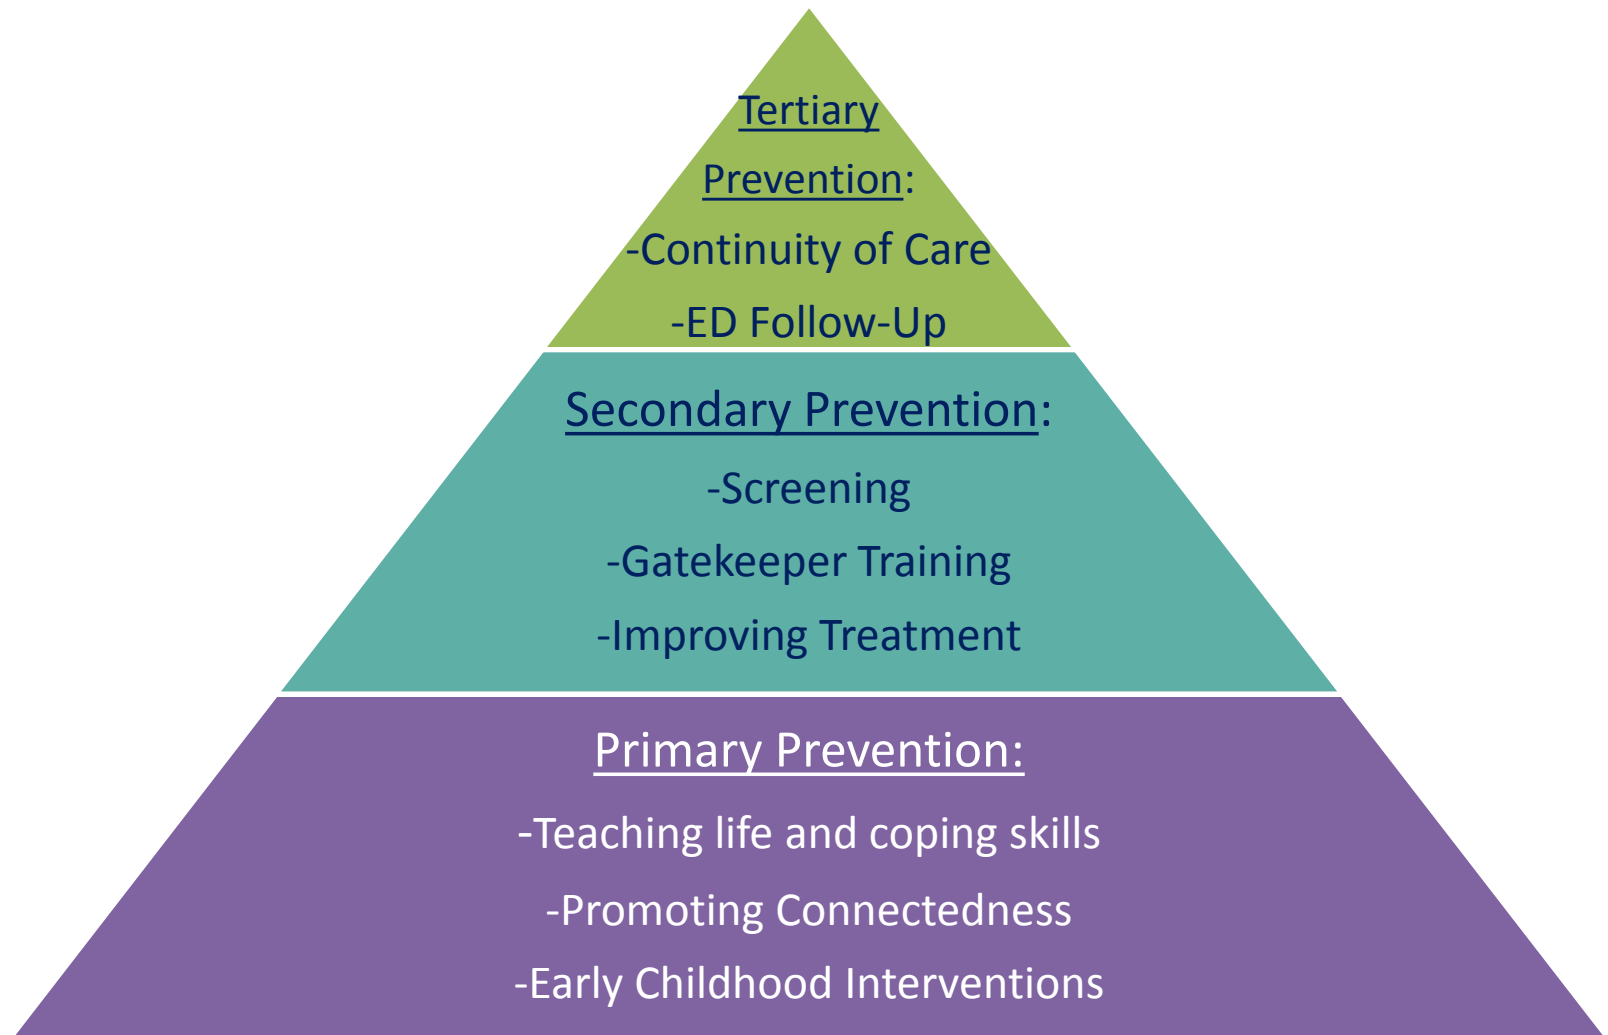 Tertiary
Prevention:
-Continuity of Care
-ED Follow-Up
Secondary Prevention:
-Screening
-Gatekeeper Training
-Improving Treatment
Primary Prevention:
-Teaching life and coping skills
-Promoting Connectedness
-Early Childhood Interventions